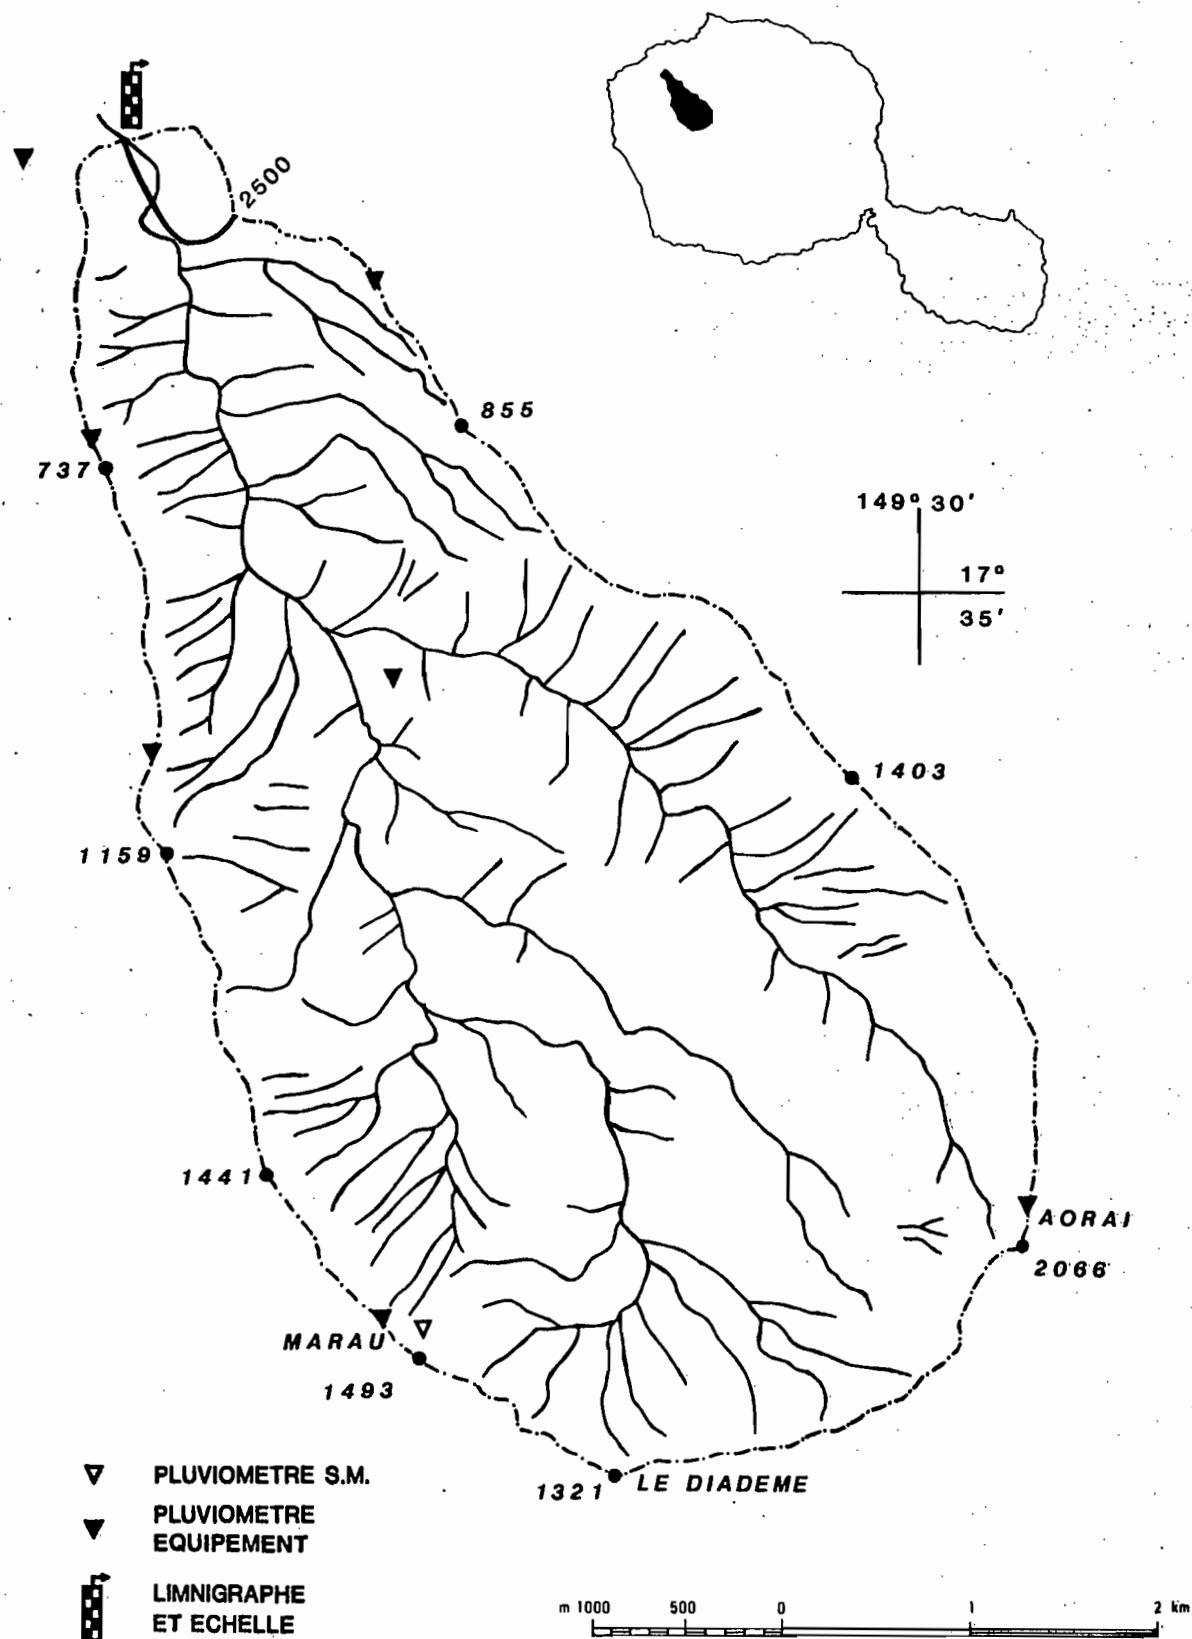 2500
855
737
149° 30'
17°
35'
1403
1159
1441
AORAI
2066
MARAU
1493
1321
LE DIADEME
PLUVIOMETRE S.M.
PLUVIOMETRE
EQUIPEMENT
LIMNIGRAPHE
ET ECHELLE
m 1000 500 0 1 2 km